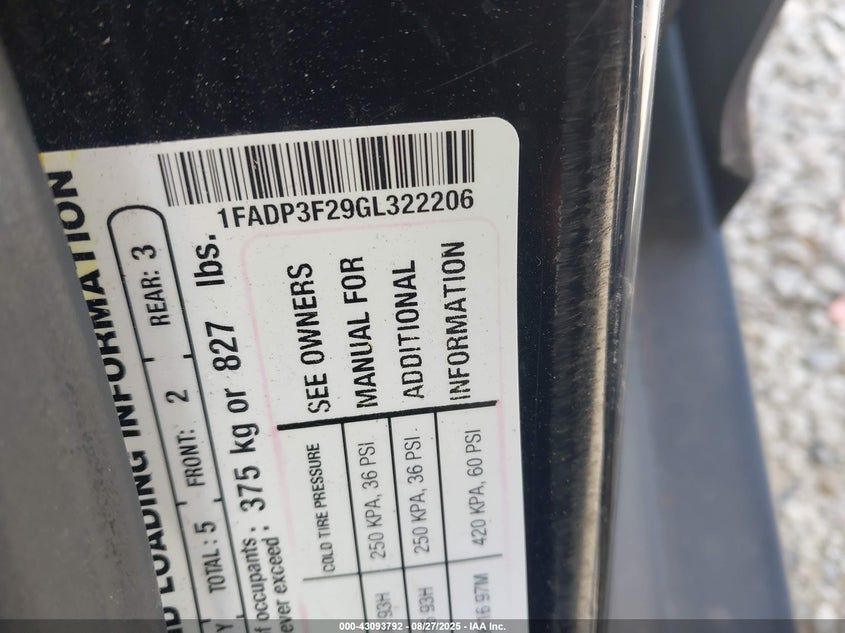 1FADP3F29GL322206
LOADING INFORMATION
TOTAL: 5 FRONT: 2 REAR: 3
occupants: 375 kg or 827 lbs.
ever exceed:
COLD TIRE PRESSURE
250 KPA, 36 PSI
250 KPA, 36 PSI
420 KPA, 60 PSI
SEE OWNERS
MANUAL FOR
ADDITIONAL
INFORMATION
93H
93H
97M
000-43093792 - 08/27/2025 - IAA Inc.